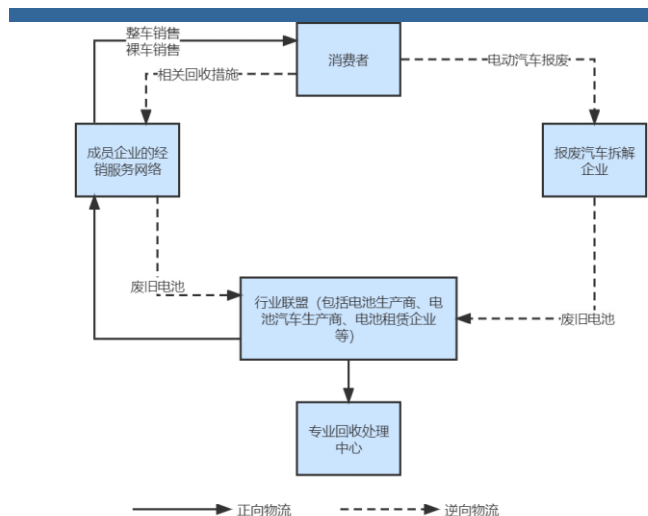 整车销售
裸车销售
消费者
相关回收措施
电动汽车报废
成员企业的经
销服务网络
报废汽车拆解
企业
废旧电池
行业联盟（包括电池生产商、电
池汽车生产商、电池租赁企业
等）
废旧电池
专业回收处理
中心
正向物流
逆向物流